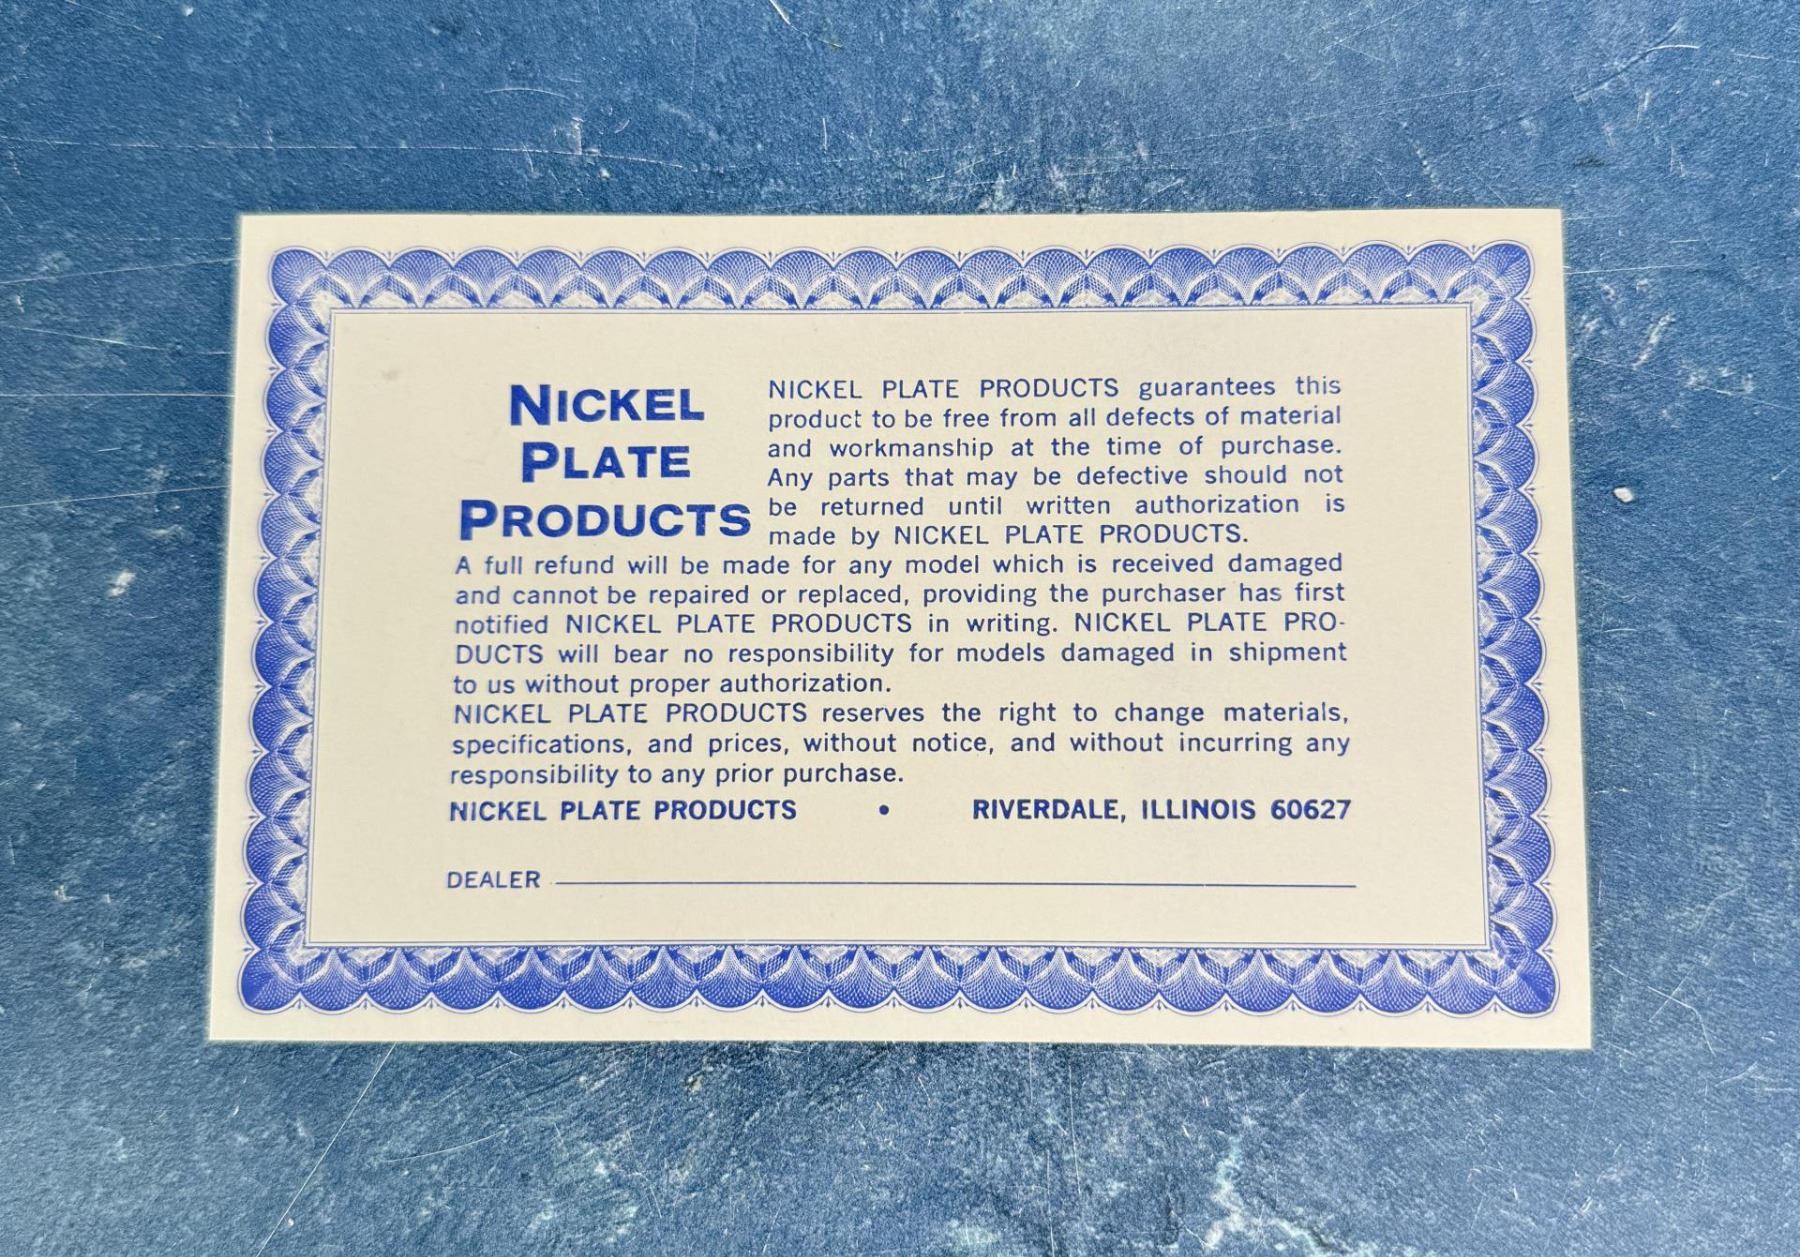 NICKEL
PLATE
PRODUCTS
NICKEL PLATE PRODUCTS guarantees this
product to be free from all defects of material
and workmanship at the time of purchase.
Any parts that may be defective should not
be returned until written authorization is
made by NICKEL PLATE PRODUCTS.
A full refund will be made for any model which is received damaged
and cannot be repaired or replaced, providing the purchaser has first
notified NICKEL PLATE PRODUCTS in writing. NICKEL PLATE PRO-
DUCTS will bear no responsibility for models damaged in shipment
to us without proper authorization.
NICKEL PLATE PRODUCTS reserves the right to change materials,
specifications, and prices, without notice, and without incurring any
responsibility to any prior purchase.
NICKEL PLATE PRODUCTS • RIVERDALE, ILLINOIS 60627
DEALER